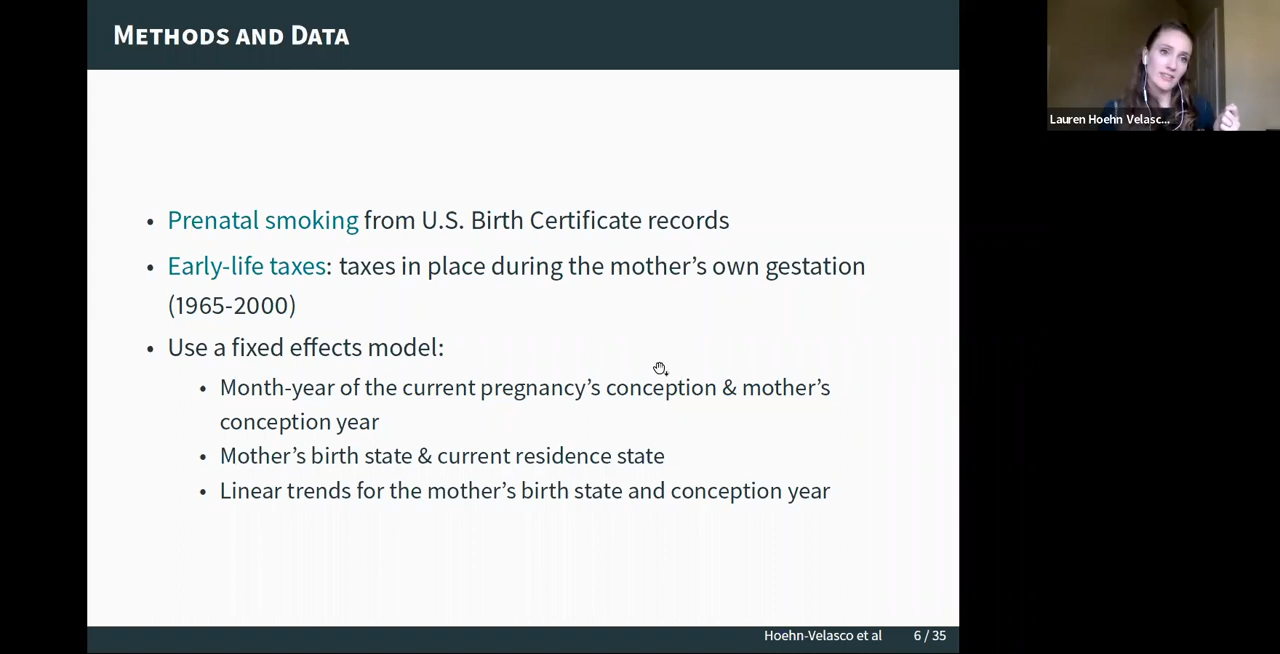 Methods and Data
• Prenatal smoking from U.S. Birth Certificate records
• Early-life taxes: taxes in place during the mother's own gestation
(1965-2000)
• Use a fixed effects model:
• Month-year of the current pregnancy's conception & mother's
conception year
• Mother's birth state & current residence state
• Linear trends for the mother's birth state and conception year
Hoehn-Velasco et al 6 / 35
Lauren Hoehn Velasc...